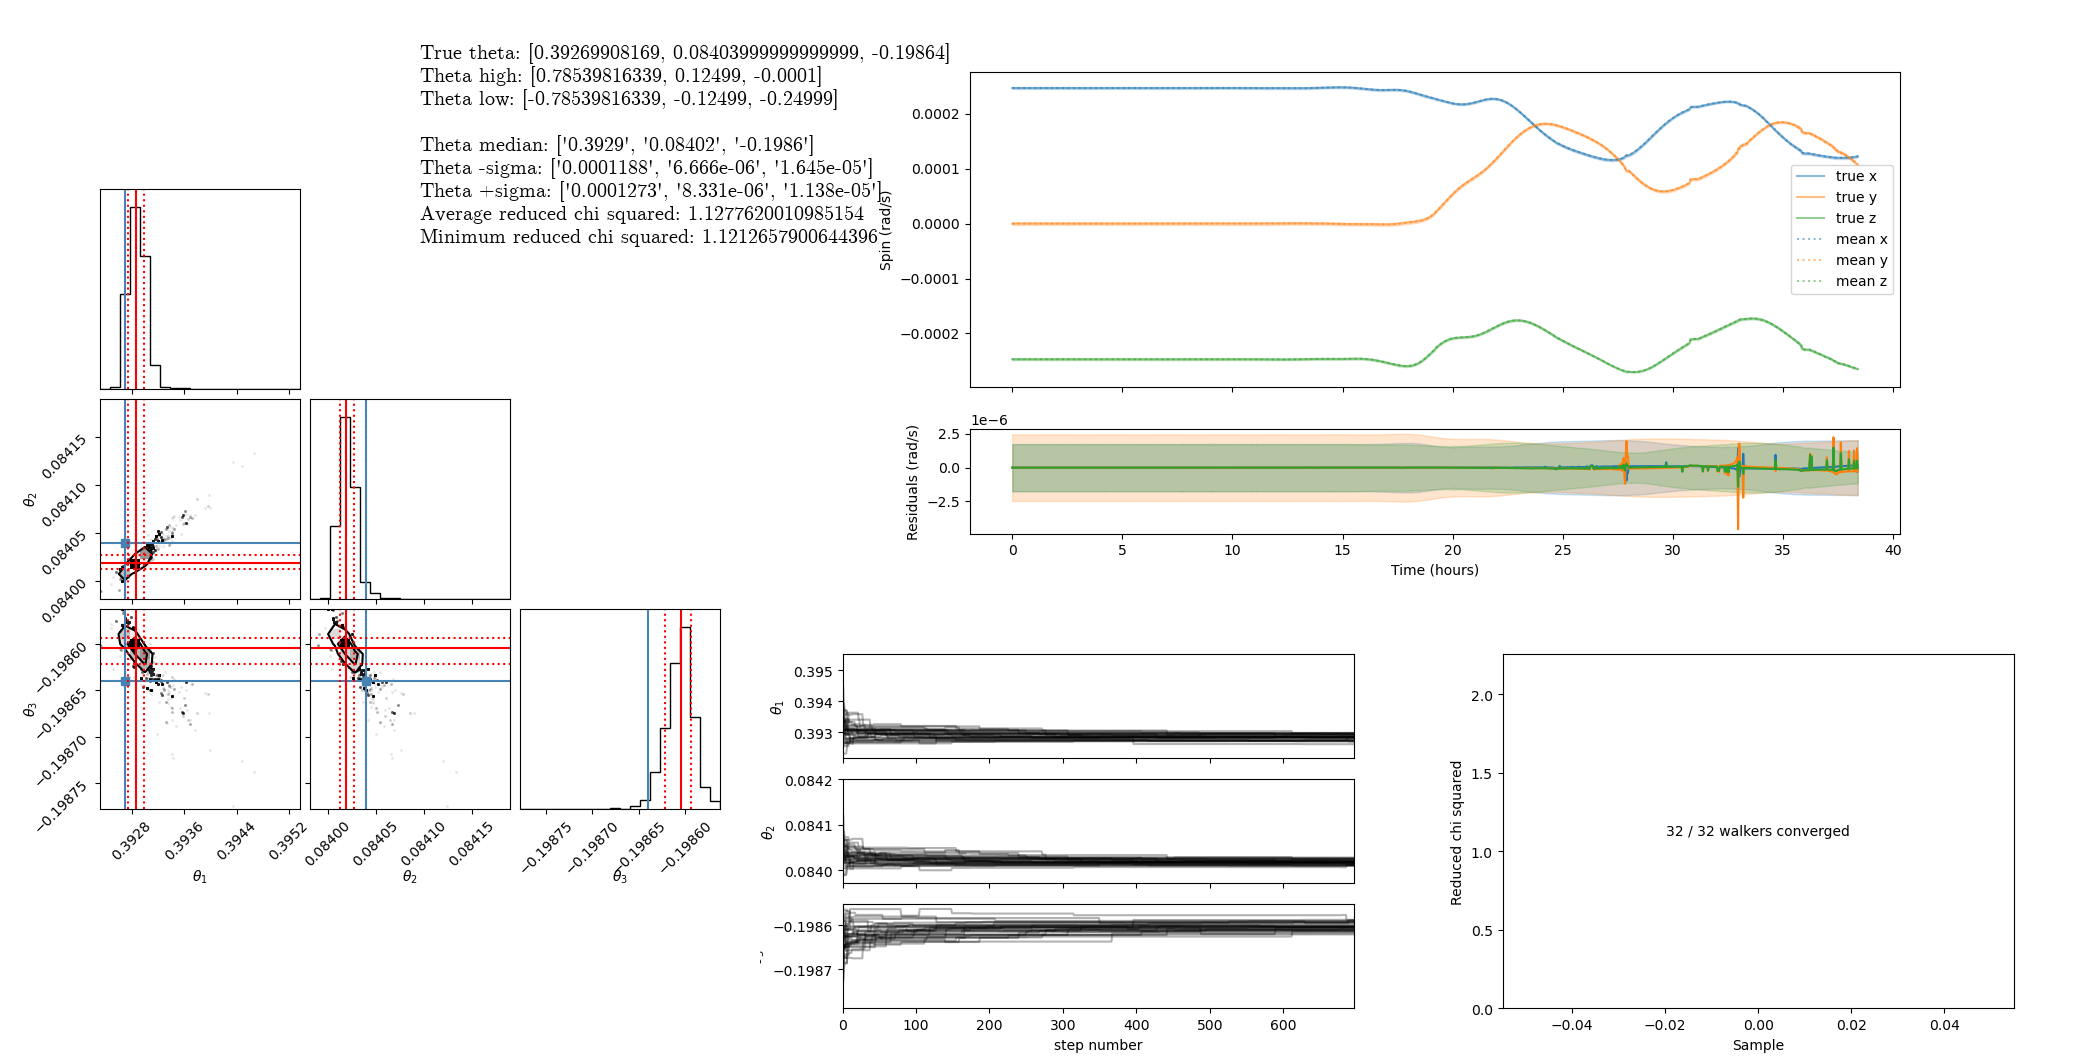 True theta: [0.39269908169, 0.08403999999999999, -0.19864]
Theta high: [0.78539816339, 0.12499, -0.0001]
Theta low: [-0.78539816339, -0.12499, -0.24999]
Theta median: ['0.3929', '0.08402', '-0.1986']
Theta -sigma: ['0.0001188', '6.666e-06', '1.645e-05']
Theta +sigma: ['0.0001273', '8.331e-06', '1.138e-05']
Average reduced chi squared: 1.1277620010985154
Minimum reduced chi squared: 1.1212657900644396
0.0002
0.0001
0.0000
−0.0001
−0.0002
Spin (rad/s)
true x
true y
true z
mean x
mean y
mean z
1e−6
2.5
0.0
−2.5
Residuals (rad/s)
0 5 10 15 20 25 30 35 40
Time (hours)
0.08415
0.08410
0.08405
0.08400
θ2
−0.19860
−0.19865
−0.19870
−0.19875
θ3
0.3928 0.3936 0.3944 0.3952
θ1
0.08400 0.08405 0.08410 0.08415
θ2
−0.19875 −0.19870 −0.19865 −0.19860
θ3
0.395
0.394
0.393
θ1
0.0842
0.0841
0.0840
θ2
−0.1986
−0.1987
0 100 200 300 400 500 600
step number
2.0
1.5
1.0
0.5
0.0
Reduced chi squared
32 / 32 walkers converged
−0.04 −0.02 0.00 0.02 0.04
Sample